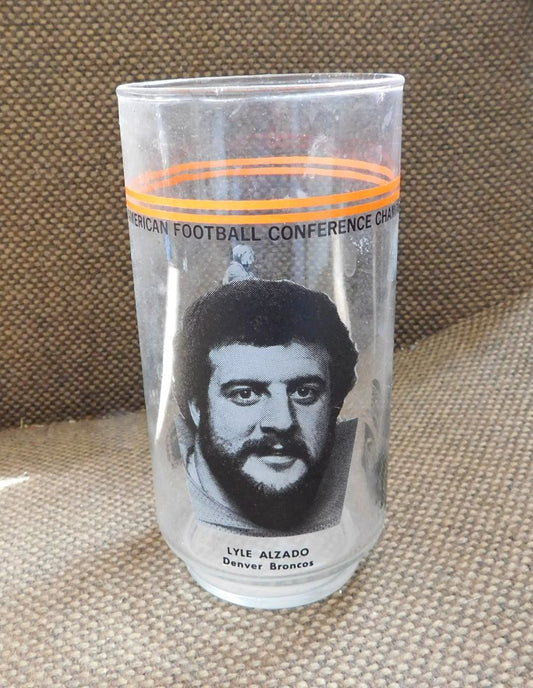 AMERICAN FOOTBALL CONFERENCE CHAM
LYLE ALZADO
Denver Broncos